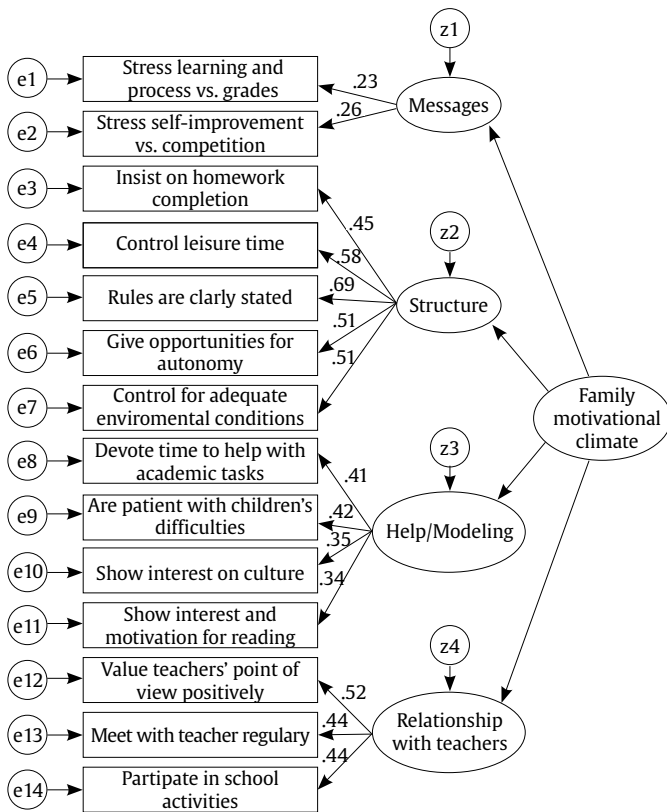 z1
e1
Stress learning and
process vs. grades
.23
Messages
e2
Stress self-improvement
vs. competition
.26
e3
Insist on homework
completion
.45
e4
Control leisure time
.58
z2
e5
Rules are clarly stated
.69
Structure
e6
Give opportunities for
autonomy
.51
e7
Control for adequate
enviromental conditions
.51
Family
motivational
climate
e8
Devote time to help with
academic tasks
.41
z3
e9
Are patient with children's
difficulties
.42
Help/Modeling
e10
Show interest on culture
.35
e11
Show interest and
motivation for reading
.34
z4
e12
Value teachers' point of
view positively
.52
e13
Meet with teacher regulary
.44
Relationship
with teachers
e14
Partipate in school
activities
.44